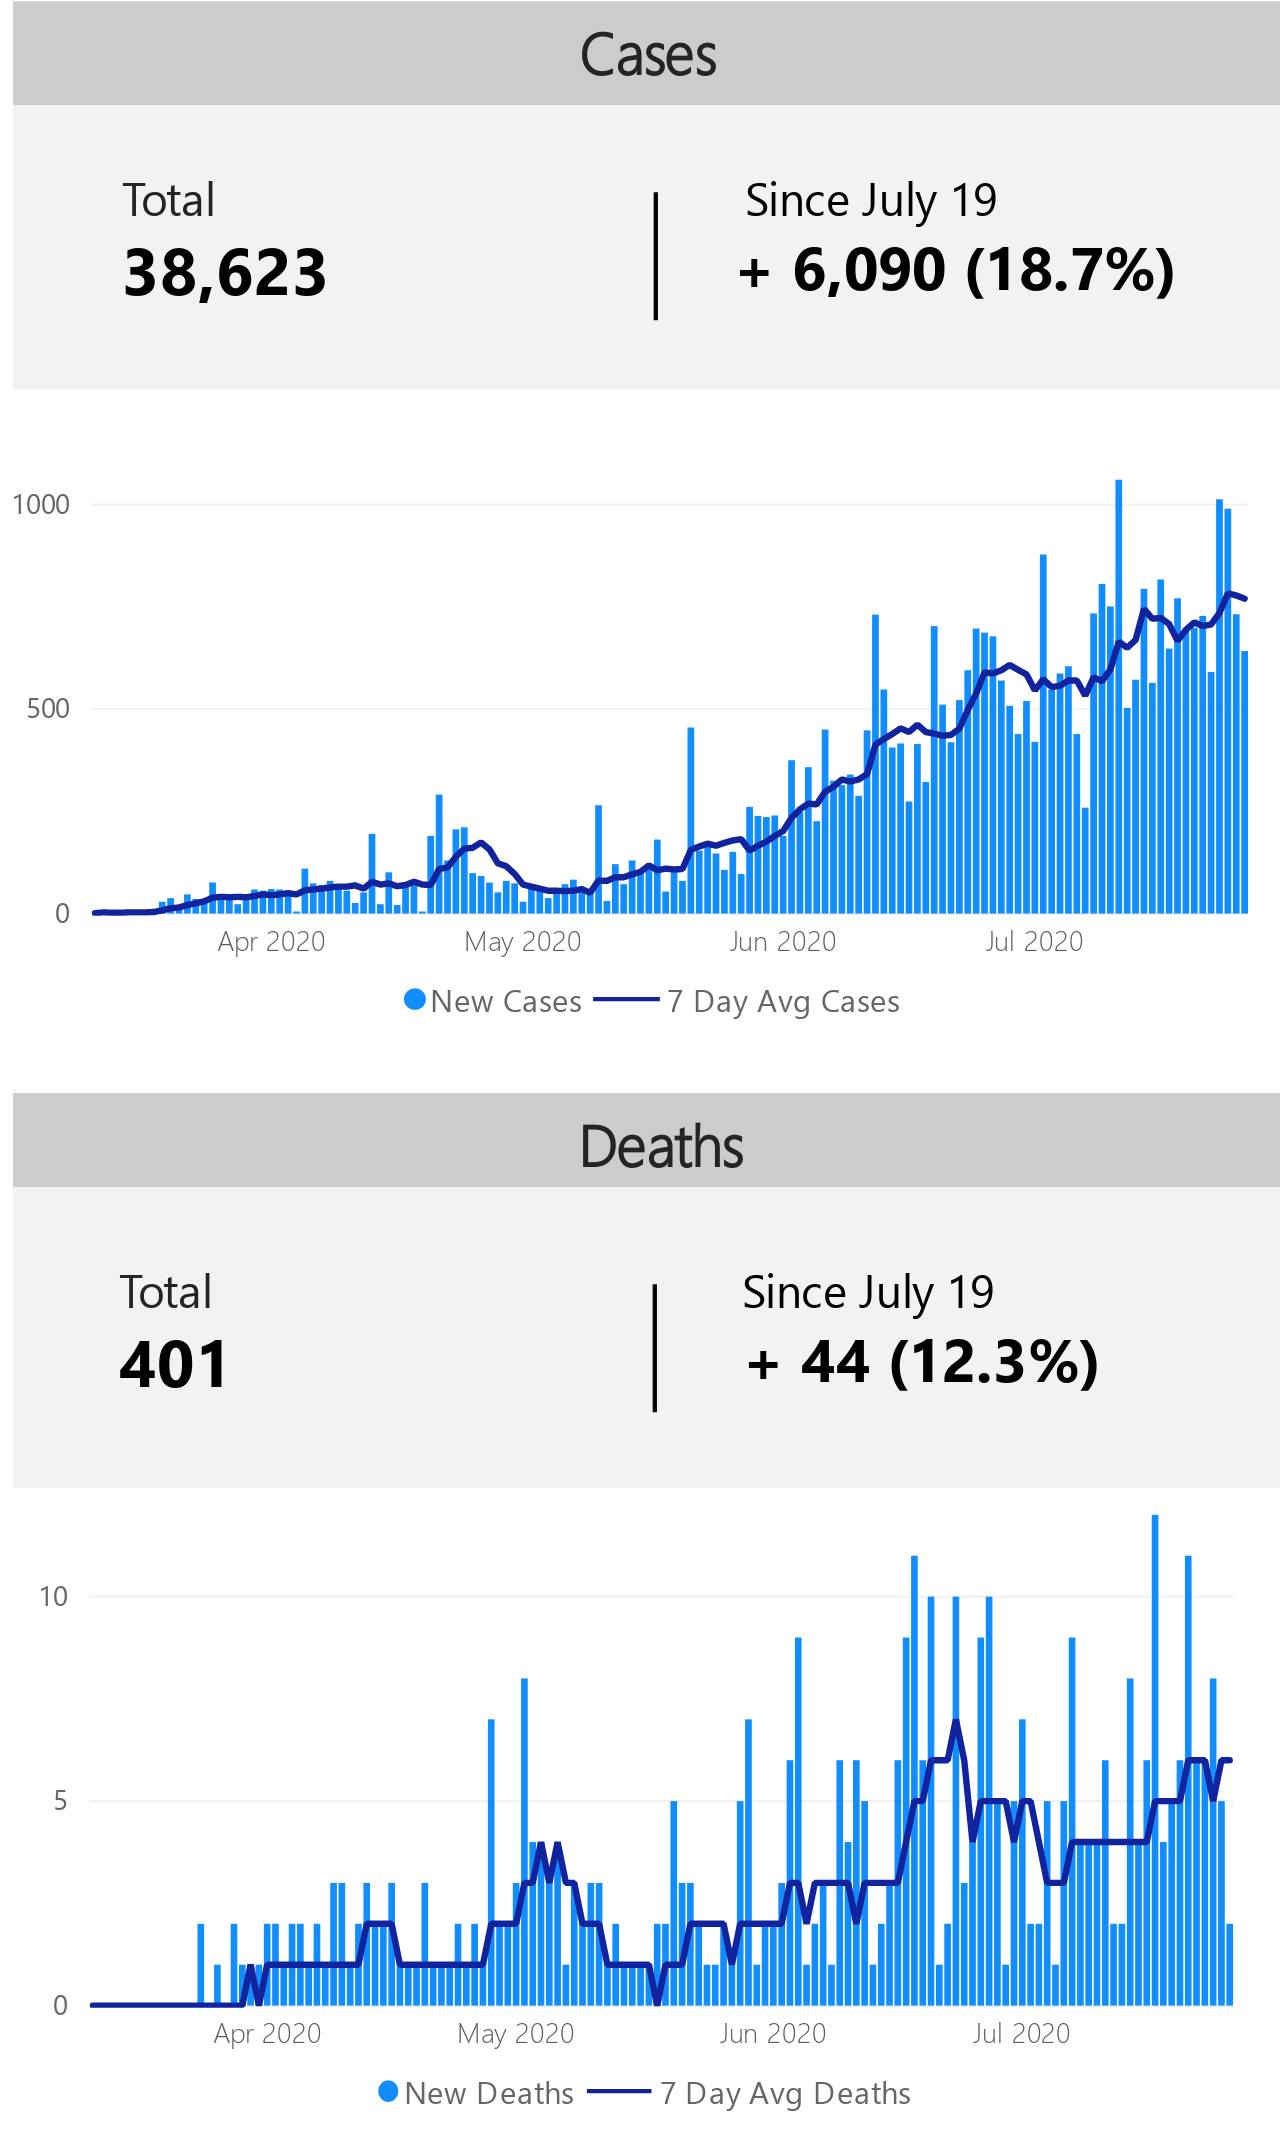 Cases
Total
38,623
Since July 19
+ 6,090 (18.7%)
1000
500
0
Apr 2020
May 2020
Jun 2020
Jul 2020
New Cases
7 Day Avg Cases
Deaths
Total
401
Since July 19
+ 44 (12.3%)
10
5
0
Apr 2020
May 2020
Jun 2020
Jul 2020
New Deaths
7 Day Avg Deaths